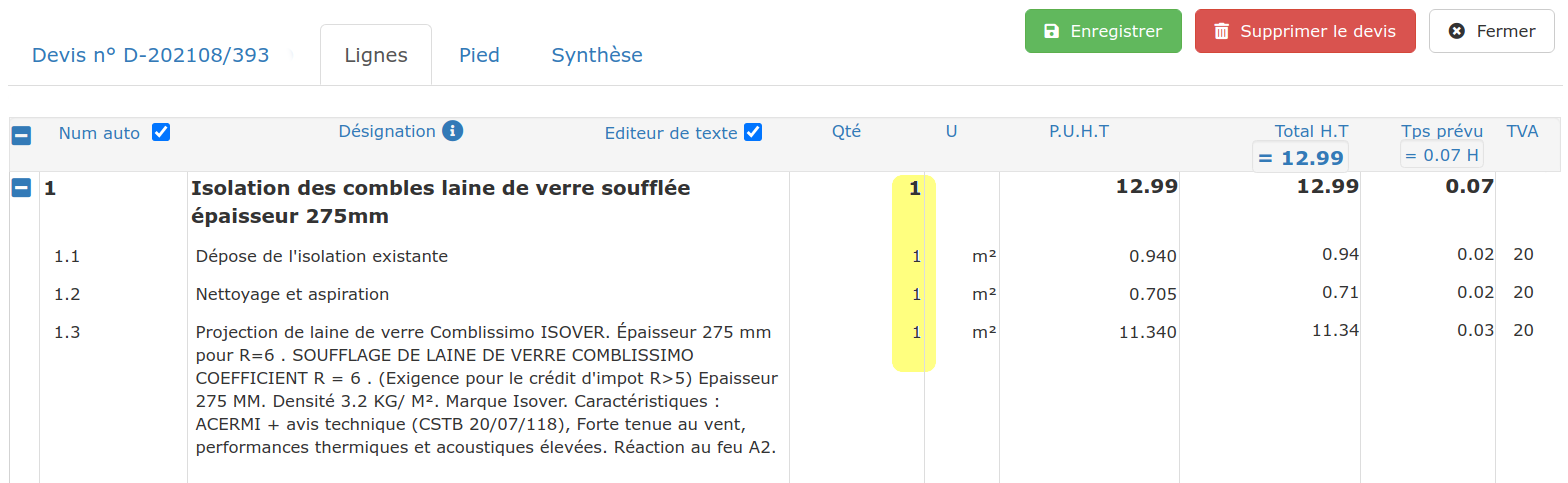 Devis n° D-202108/393 Lignes Pied Synthèse Enregistrer Supprimer le devis Fermer
Num auto Désignation Editeur de texte Qté U P.U.H.T Total H.T Tps prévu TVA
= 12.99 = 0.07 H
1 Isolation des combles laine de verre soufflée 1 12.99 12.99 0.07
épaisseur 275mm
1.1 Dépose de l'isolation existante 1 m² 0.940 0.94 0.02 20
1.2 Nettoyage et aspiration 1 m² 0.705 0.71 0.02 20
1.3 Projection de laine de verre Comblissimo ISOVER. Épaisseur 275 mm 1 m² 11.340 11.34 0.03 20
pour R=6 . SOUFFLAGE DE LAINE DE VERRE COMBLISSIMO
COEFFICIENT R = 6 . (Exigence pour le crédit d'impot R>5) Epaisseur
275 MM. Densité 3.2 KG/ M². Marque Isover. Caractéristiques :
ACERMI + avis technique (CSTB 20/07/118), Forte tenue au vent,
performances thermiques et acoustiques élevées. Réaction au feu A2.